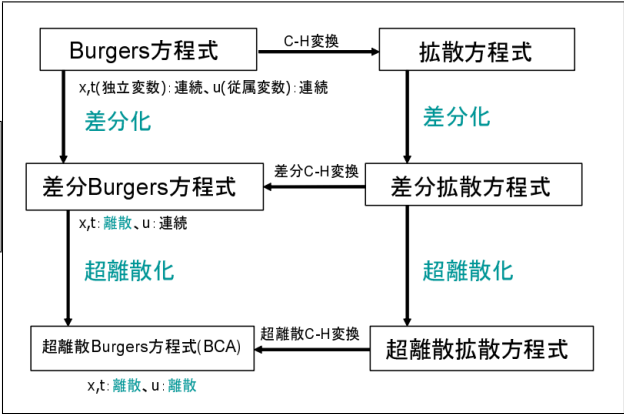 Burgers方程式
C-H変換
拡散方程式
x,t(独立変数):連続、u(従属変数):連続
差分化
差分化
差分Burgers方程式
差分C-H変換
差分拡散方程式
x,t:離散、u:連続
超離散化
超離散化
超離散Burgers方程式(BCA)
超離散C-H変換
超離散拡散方程式
x,t:離散、u:離散